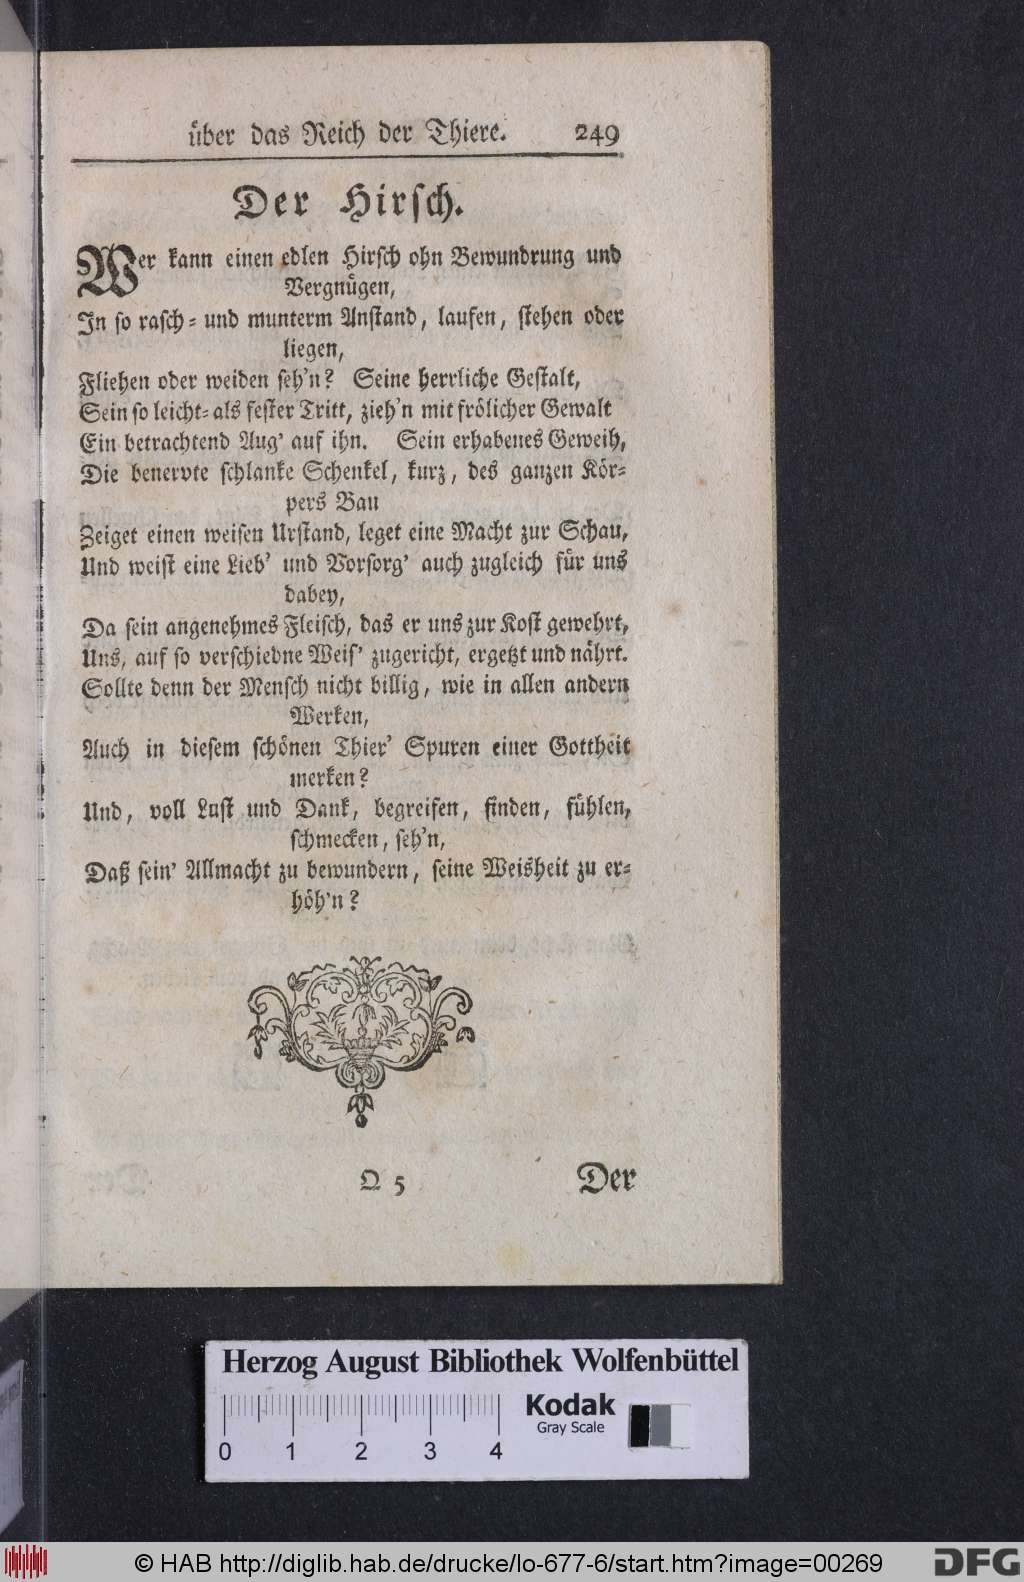 über das Reich der Thiere. 249
Der Hirsch.
Wer kann einen edlen Hirsch ohn Bewundrung und
Vergnügen,
In so rasch- und munterm Anstand, laufen, stehen oder
liegen,
Fliehen oder weiden seh'n? Seine herrliche Gestalt,
Sein so leicht- als fester Tritt, zieh'n mit frölicher Gewalt
Ein betrachtend Aug' auf ihn. Sein erhabenes Geweih,
Die benervte schlanke Schenkel, kurz, des ganzen Kör-
pers Bau
Zeiget einen weisen Urstand, leget eine Macht zur Schau,
Und weist eine Lieb' und Vorsorg' auch zugleich für uns
dabey,
Da sein angenehmes Fleisch, das er uns zur Kost gewehrt,
Uns, auf so verschiedne Weis' zugericht, ergetzt und nährt.
Sollte denn der Mensch nicht billig, wie in allen andern
Werken,
Auch in diesem schönen Thier' Spuren einer Gottheit
merken?
Und, voll Lust und Dank, begreifen, finden, fühlen,
schmecken, seh'n,
Daß sein' Allmacht zu bewundern, seine Weisheit zu er-
höh'n?
Q 5 Der
Herzog August Bibliothek Wolfenbüttel
Kodak
Gray Scale
0 1 2 3 4
© HAB http://diglib.hab.de/drucke/lo-677-6/start.htm?image=00269
DFG